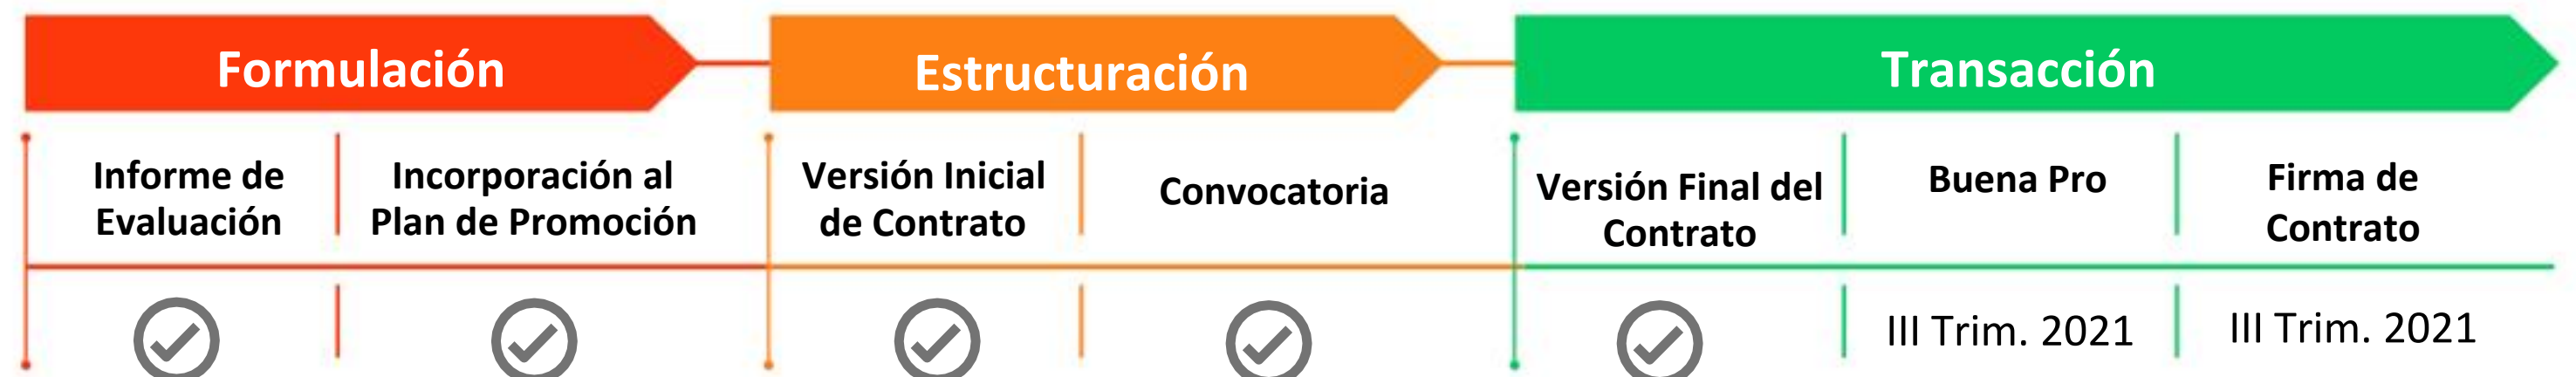 Formulación
Estructuración
Transacción
Informe de
Evaluación
Incorporación al
Plan de Promoción
Versión Inicial
de Contrato
Convocatoria
Versión Final del
Contrato
Buena Pro
Firma de
Contrato
III Trim. 2021
III Trim. 2021